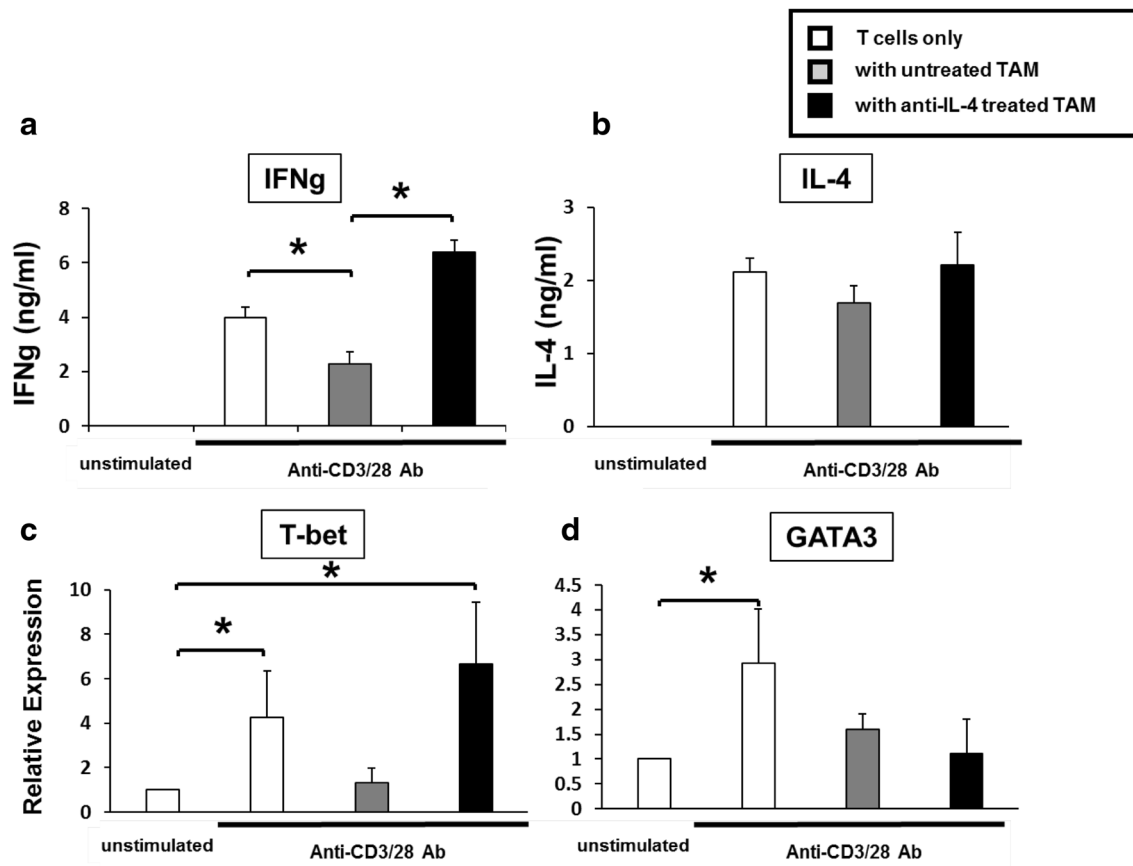 T cells only
with untreated TAM
with anti-IL-4 treated TAM
a
IFNg
*
*
IFNg (ng/ml)
8
6
4
2
0
unstimulated
Anti-CD3/28 Ab
b
IL-4
IL-4 (ng/ml)
3
2
1
0
unstimulated
Anti-CD3/28 Ab
c
T-bet
*
*
Relative Expression
10
8
6
4
2
0
unstimulated
Anti-CD3/28 Ab
d
GATA3
*
4.5
4
3.5
3
2.5
2
1.5
1
0.5
0
unstimulated
Anti-CD3/28 Ab